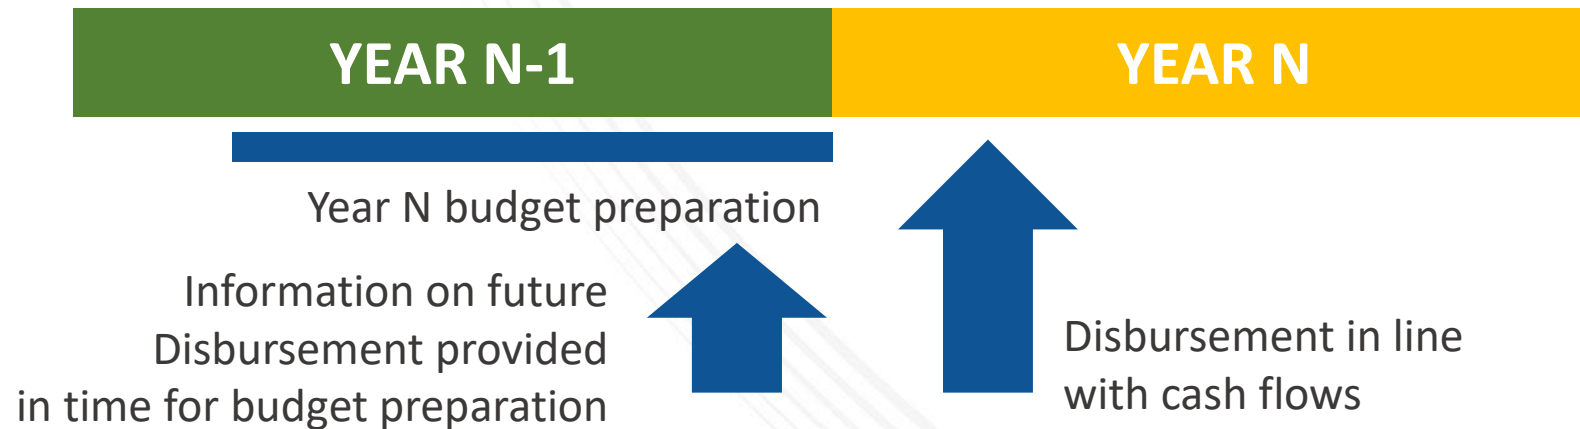 YEAR N-1
YEAR N
Year N budget preparation
Information on future
Disbursement provided
in time for budget preparation
Disbursement in line
with cash flows